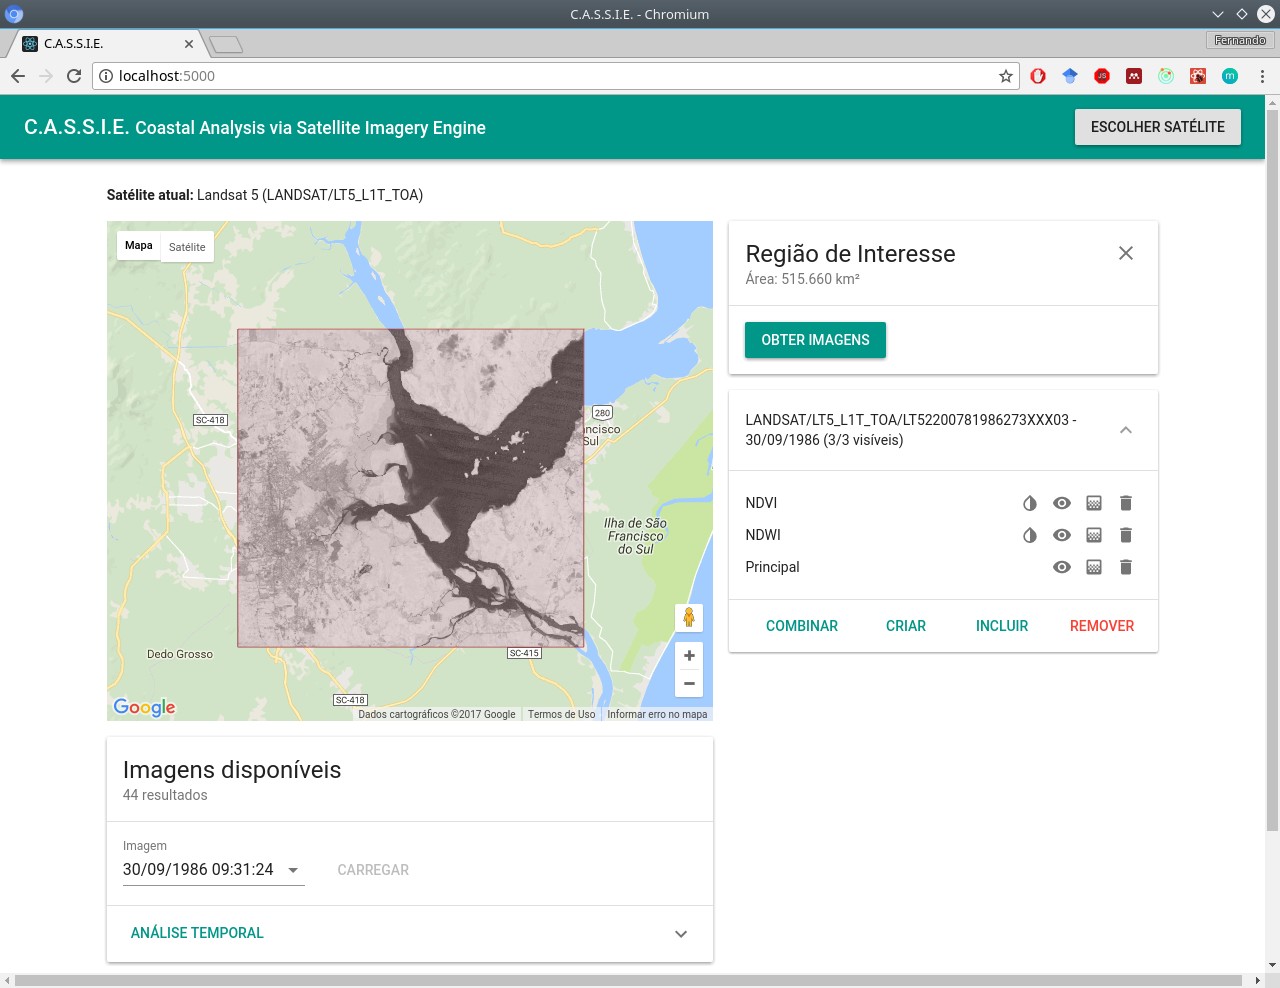 C.A.S.S.I.E. - Chromium
C.A.S.S.I.E.
Fernando
localhost:5000
C.A.S.S.I.E. Coastal Analysis via Satellite Imagery Engine
ESCOLHER SATÉLITE
Satélite atual: Landsat 5 (LANDSAT/LT5_L1T_TOA)
Mapa
Satélite
SC-418
280
ncisco
Sul
Ilha de São
Francisco
do Sul
Dedo Grosso
SC-415
SC-418
Google
Dados cartográficos ©2017 Google
Termos de Uso
Informar erro no mapa
Região de Interesse
Área: 515.660 km²
OBTER IMAGENS
LANDSAT/LT5_L1T_TOA/LT52200781986273XXX03 -
30/09/1986 (3/3 visíveis)
NDVI
NDWI
Principal
COMBINAR
CRIAR
INCLUIR
REMOVER
Imagens disponíveis
44 resultados
Imagem
30/09/1986 09:31:24
CARREGAR
ANÁLISE TEMPORAL